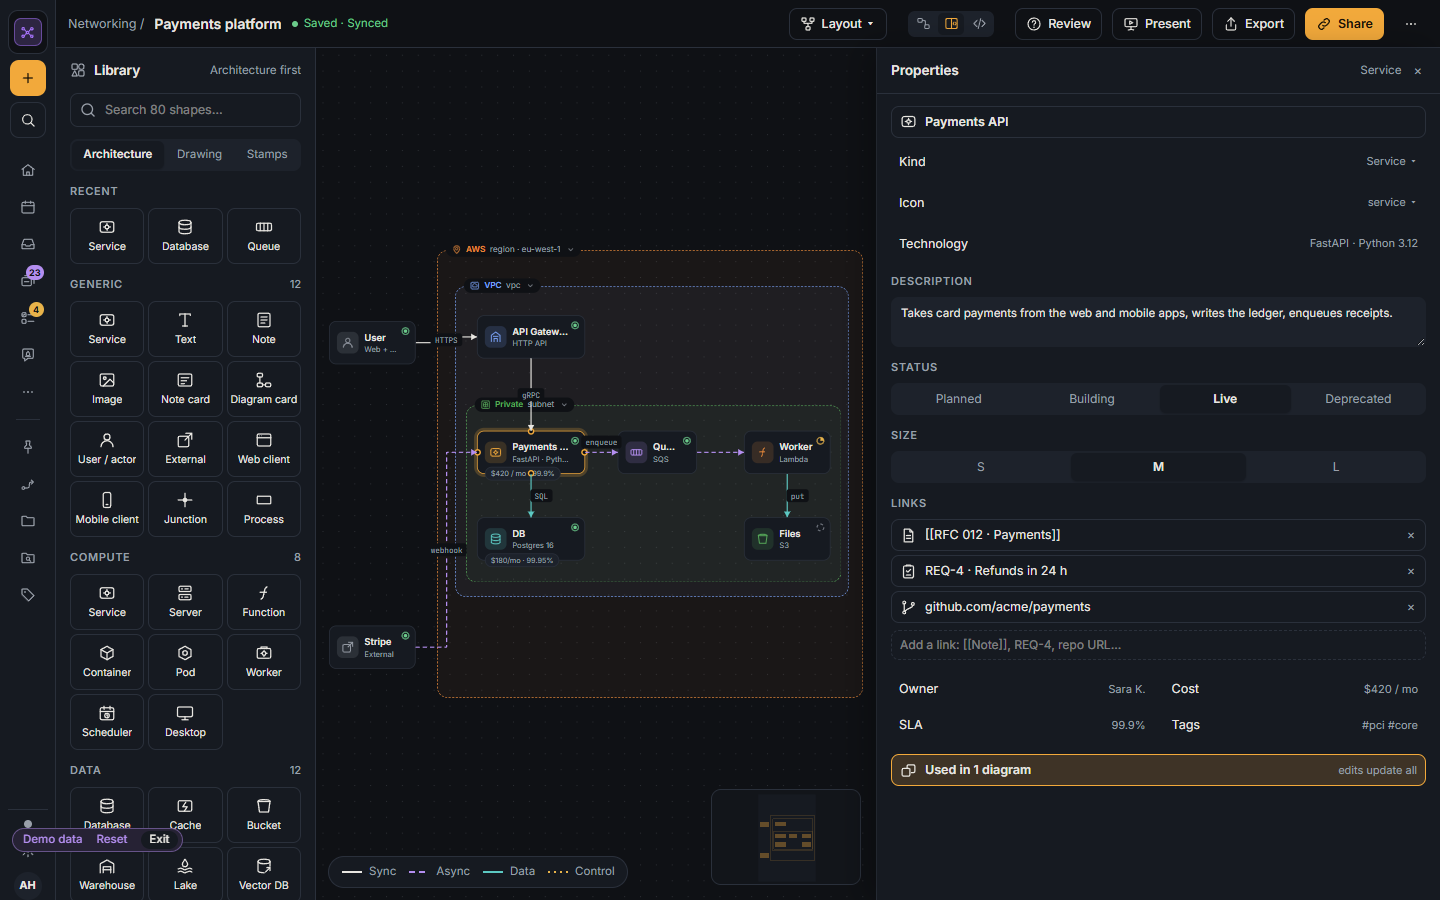 Networking / Payments platform Saved · Synced
Layout
Review
Present
Export
Share
Library
Architecture first
Search 80 shapes...
Architecture Drawing Stamps
RECENT
Service Database Queue
GENERIC 12
Service Text Note
Image Note card Diagram card
User / actor External Web client
Mobile client Junction Process
COMPUTE 8
Service Server Function
Container Pod Worker
Scheduler Desktop
DATA 12
Database Cache Bucket
Warehouse Lake Vector DB
23
4
Demo data Reset Exit
AH
AWS region · eu-west-1
VPC vpc
User
Web + ...
HTTPS
API Gatew...
HTTP API
gRPC
Private subnet
Payments ...
FastAPI · Pyth...
$420 / mo · 99.9%
enqueue
Qu...
SQS
Worker
Lambda
SQL
put
DB
Postgres 16
$180/mo · 99.95%
Files
S3
webhook
Stripe
External
Sync Async Data Control
Properties
Service ×
Payments API
Kind Service
Icon service
Technology FastAPI · Python 3.12
DESCRIPTION
Takes card payments from the web and mobile apps, writes the ledger, enqueues receipts.
STATUS
Planned Building Live Deprecated
SIZE
S M L
LINKS
[[RFC 012 · Payments]] ×
REQ-4 · Refunds in 24 h ×
github.com/acme/payments ×
Add a link: [[Note]], REQ-4, repo URL...
Owner Sara K. Cost $420 / mo
SLA 99.9% Tags #pci #core
Used in 1 diagram edits update all